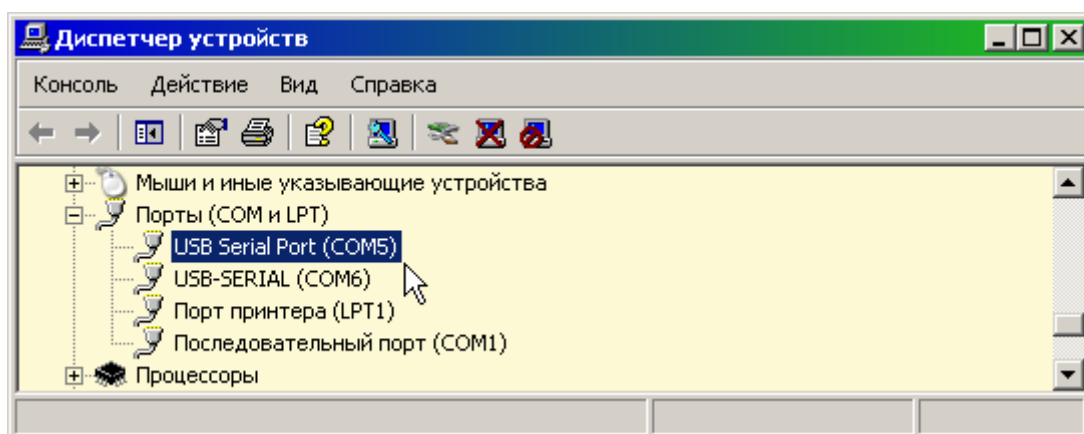 Диспетчер устройств
Консоль Действие Вид Справка
Мыши и иные указывающие устройства
Порты (COM и LPT)
USB Serial Port (COM5)
USB-SERIAL (COM6)
Порт принтера (LPT1)
Последовательный порт (COM1)
Процессоры